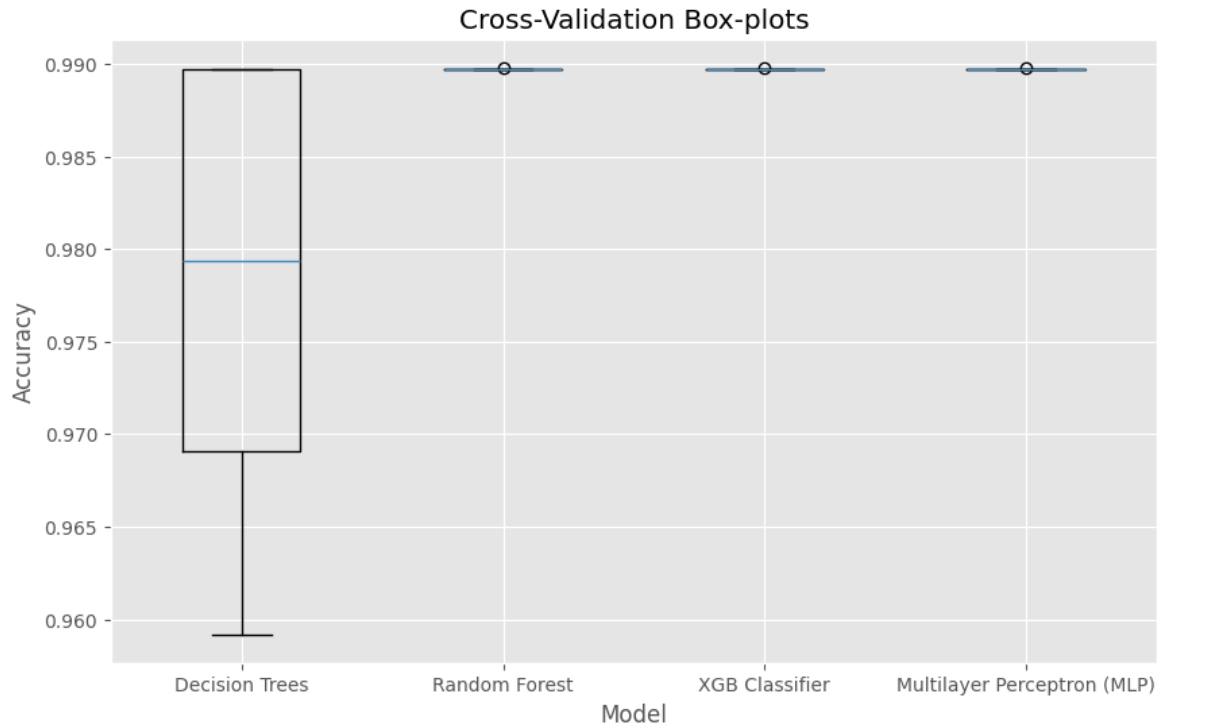 Cross-Validation Box-plots
0.990
0.985
0.980
0.975
0.970
0.965
0.960
Accuracy
Decision Trees
Random Forest
XGB Classifier
Multilayer Perceptron (MLP)
Model